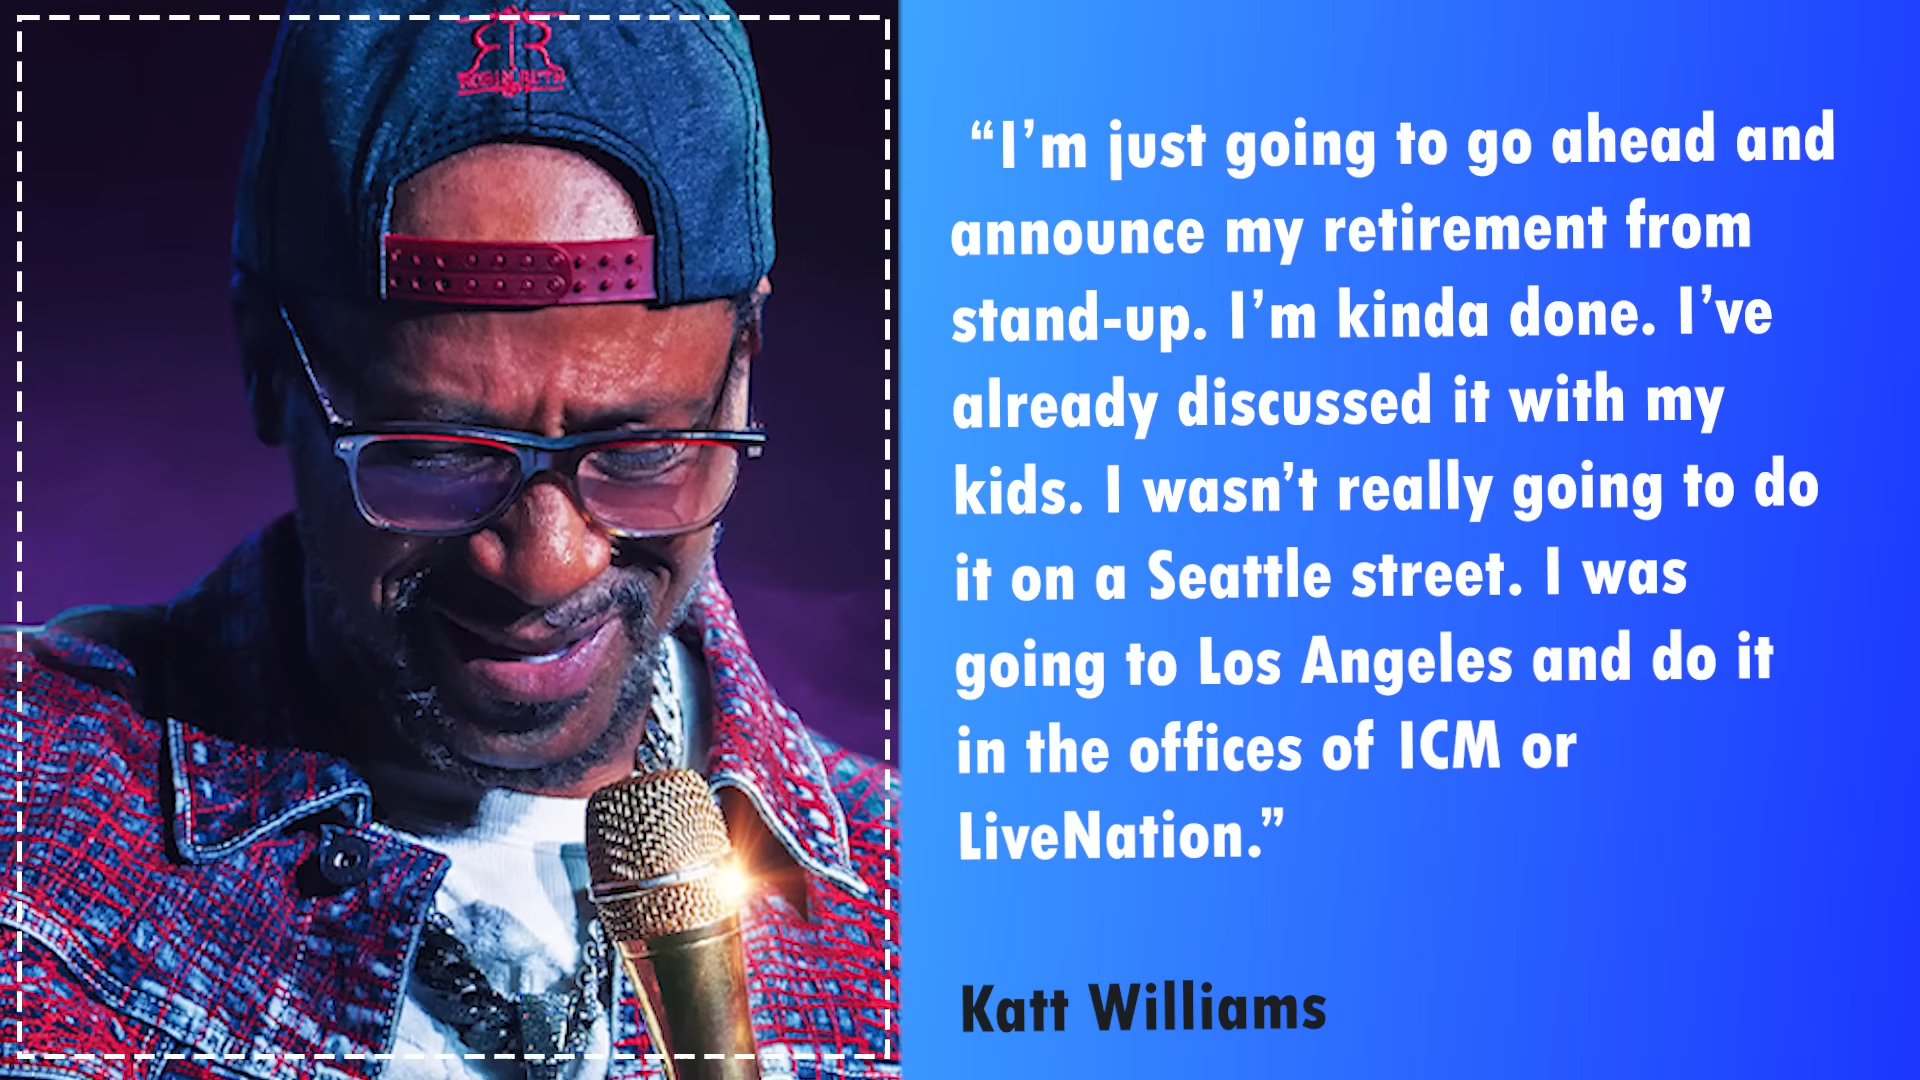 “I’m just going to go ahead and
announce my retirement from
stand-up. I’m kinda done. I’ve
already discussed it with my
kids. I wasn’t really going to do
it on a Seattle street. I was
going to Los Angeles and do it
in the offices of ICM or
LiveNation.”
Katt Williams